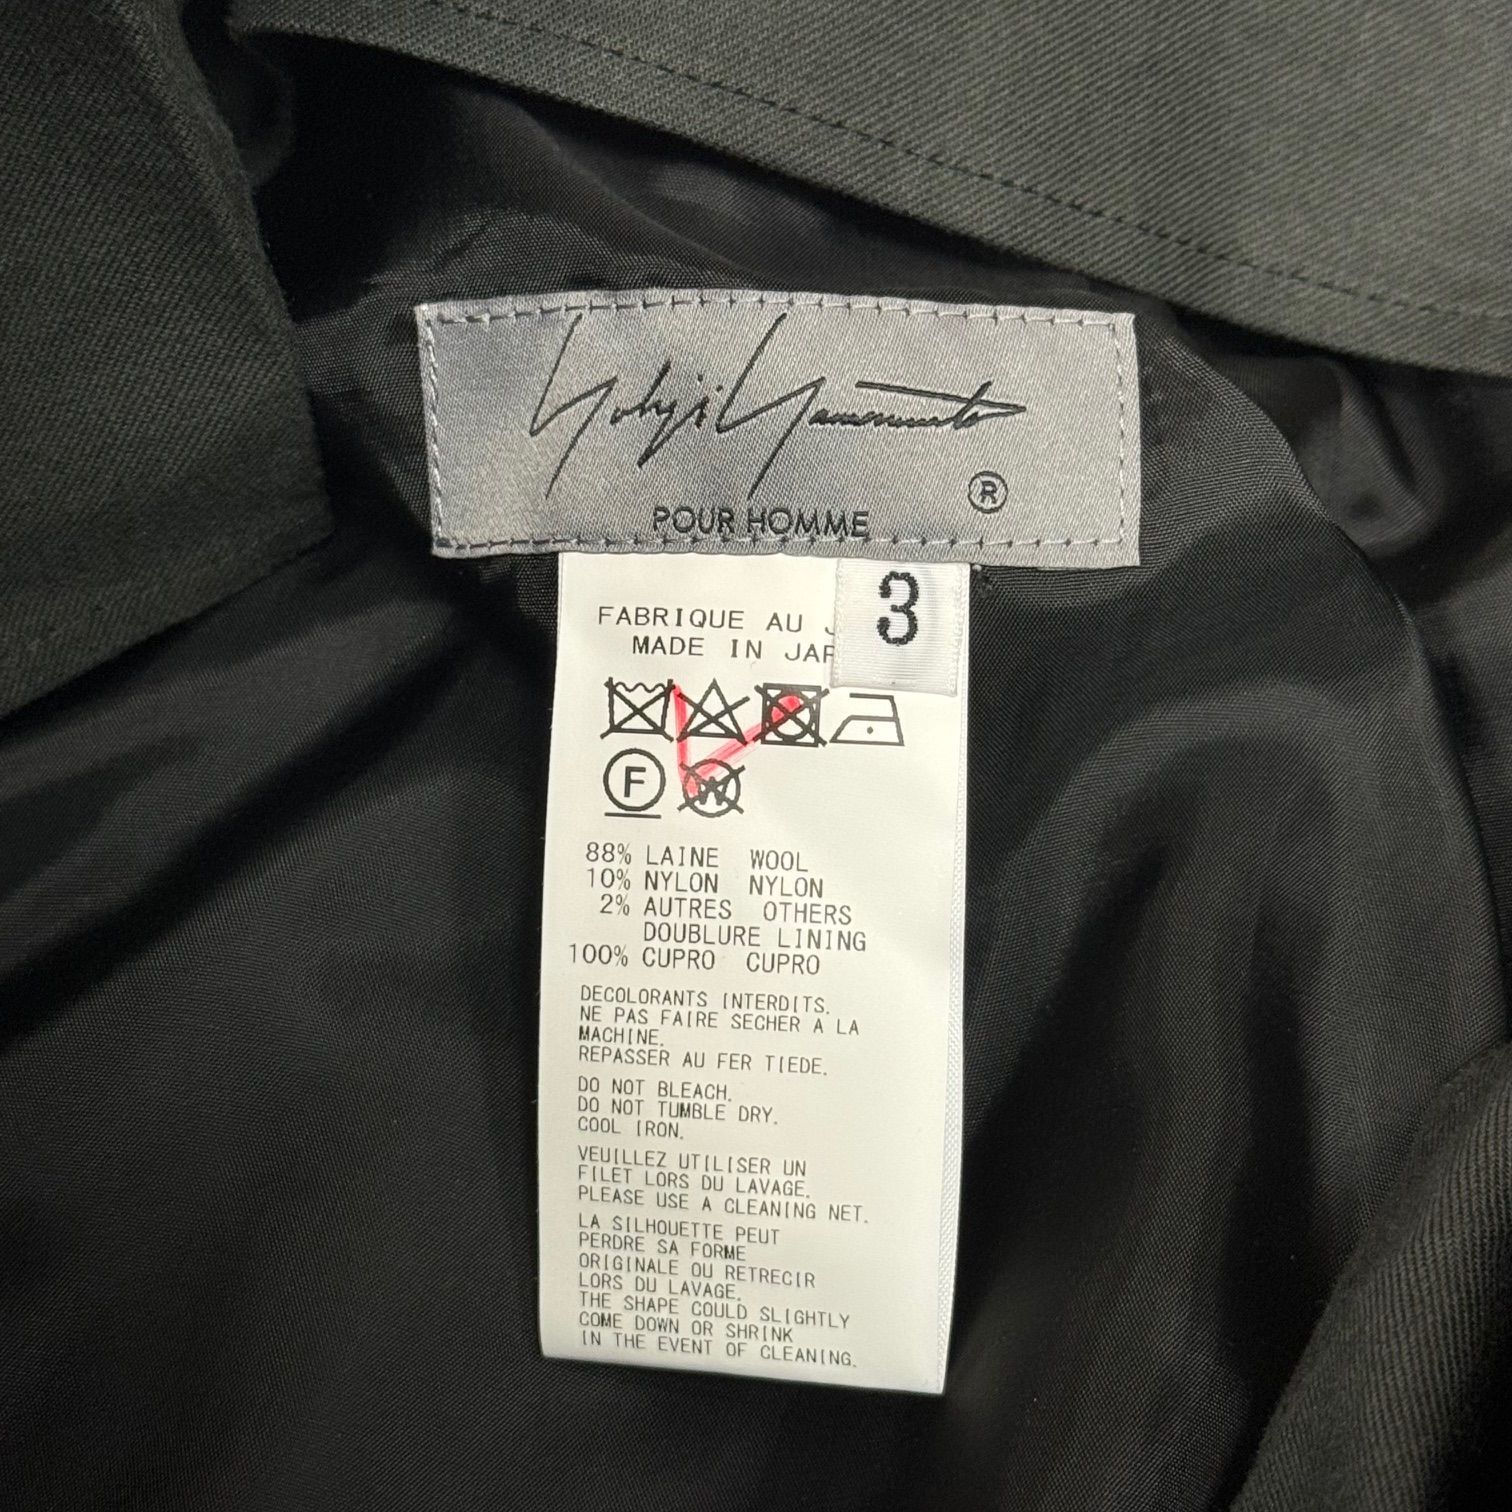 Yohji Yamamoto
®
POUR HOMME
3
FABRIQUE AU
MADE IN
F
W
88% LAINE WOOL
10% NYLON NYLON
2% AUTRES OTHERS
DOUBLURE LINING
100% CUPRO CUPRO
DECOLORANTS INTERDITS.
NE PAS FAIRE SECHER A LA
MACHINE.
REPASSER AU FER TIEDE.
DO NOT BLEACH.
DO NOT TUMBLE DRY.
COOL IRON.
VEUILLEZ UTILISER UN
FILET LORS DU LAVAGE.
PLEASE USE A CLEANING NET.
LA SILHOUETTE PEUT
PERDRE SA FORME
ORIGINALE OU RETRECIR
LORS DU LAVAGE.
THE SHAPE COULD SLIGHTLY
COME DOWN OR SHRINK
IN THE EVENT OF CLEANING.